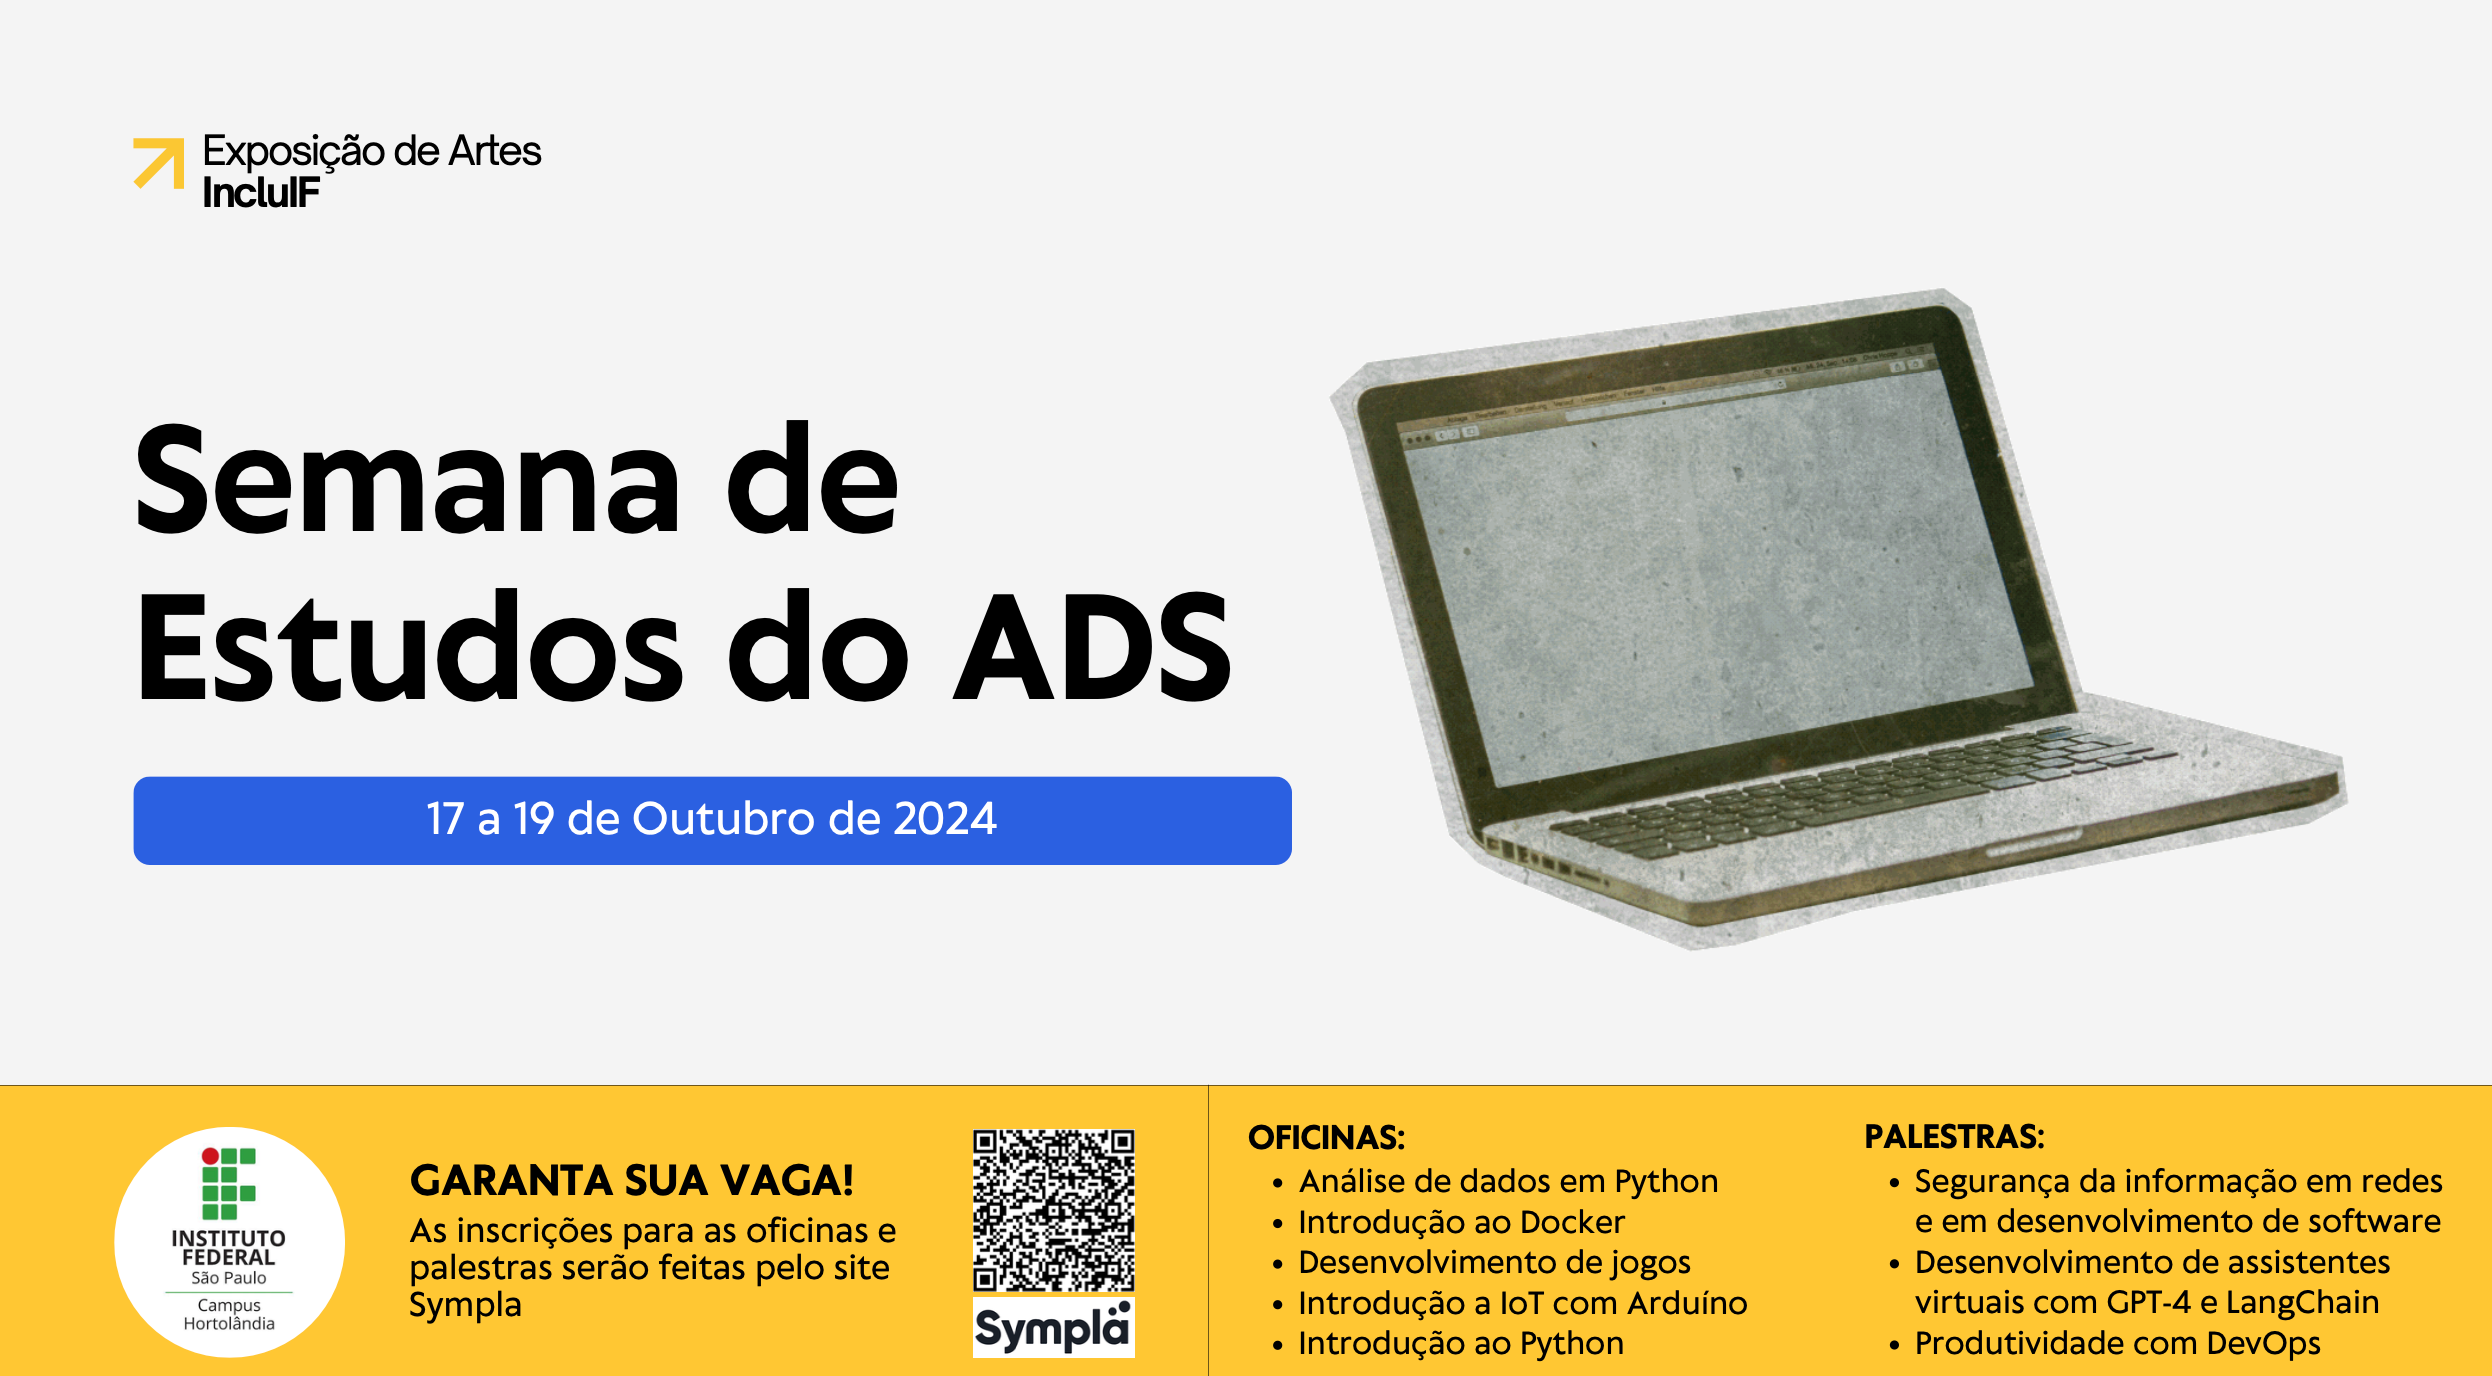 Exposição de Artes
IncluIF
Semana de
Estudos do ADS
17 a 19 de Outubro de 2024
INSTITUTO
FEDERAL
São Paulo
Campus
Hortolândia
GARANTA SUA VAGA!
As inscrições para as oficinas e
palestras serão feitas pelo site
Sympla
Sympla
OFICINAS:
• Análise de dados em Python
• Introdução ao Docker
• Desenvolvimento de jogos
• Introdução a IoT com Arduíno
• Introdução ao Python
PALESTRAS:
• Segurança da informação em redes
e em desenvolvimento de software
• Desenvolvimento de assistentes
virtuais com GPT-4 e LangChain
• Produtividade com DevOps